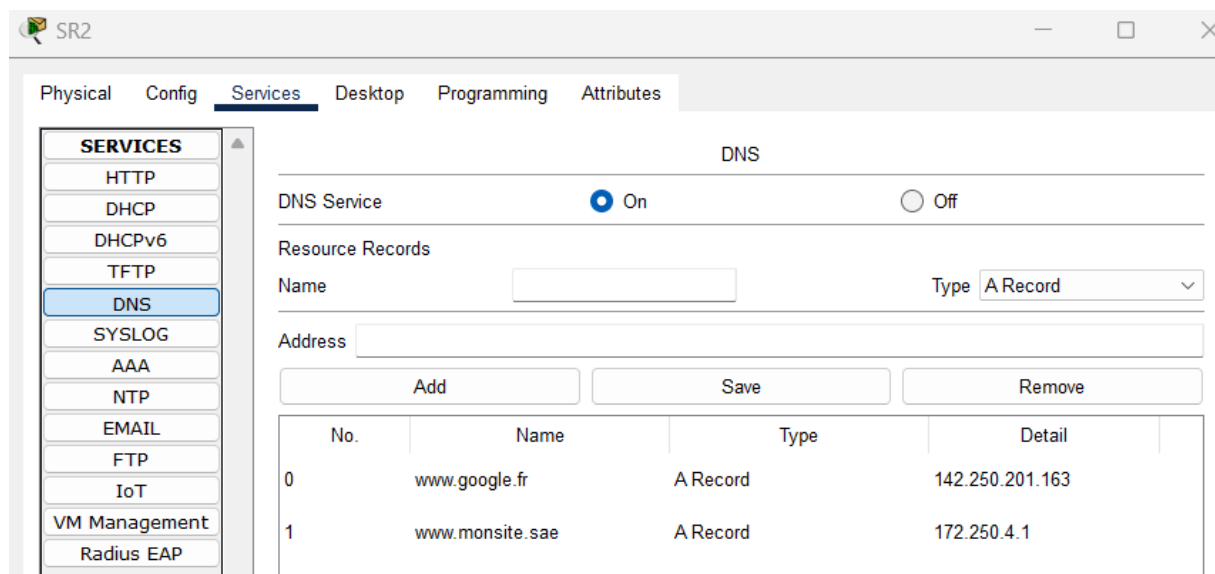 SR2
Physical Config Services Desktop Programming Attributes
SERVICES
HTTP
DHCP
DHCPv6
TFTP
DNS
SYSLOG
AAA
NTP
EMAIL
FTP
IoT
VM Management
Radius EAP
DNS
DNS Service On Off
Resource Records
Name Type A Record
Address
Add Save Remove
No. Name Type Detail
0 www.google.fr A Record 142.250.201.163
1 www.monsite.sae A Record 172.250.4.1